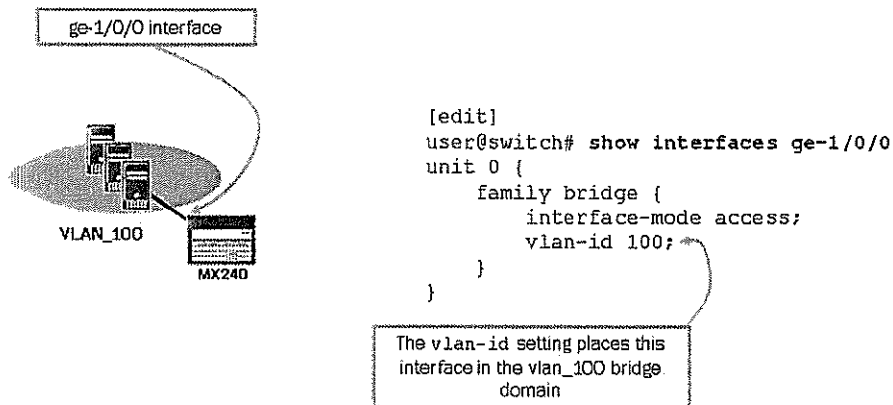 ge-1/0/0 interface
VLAN_100
MX240
[edit]
user@switch# show interfaces ge-1/0/0
unit 0 {
family bridge {
interface-mode access;
vlan-id 100;
}
}
The vlan-id setting places this
interface in the vlan_100 bridge
domain